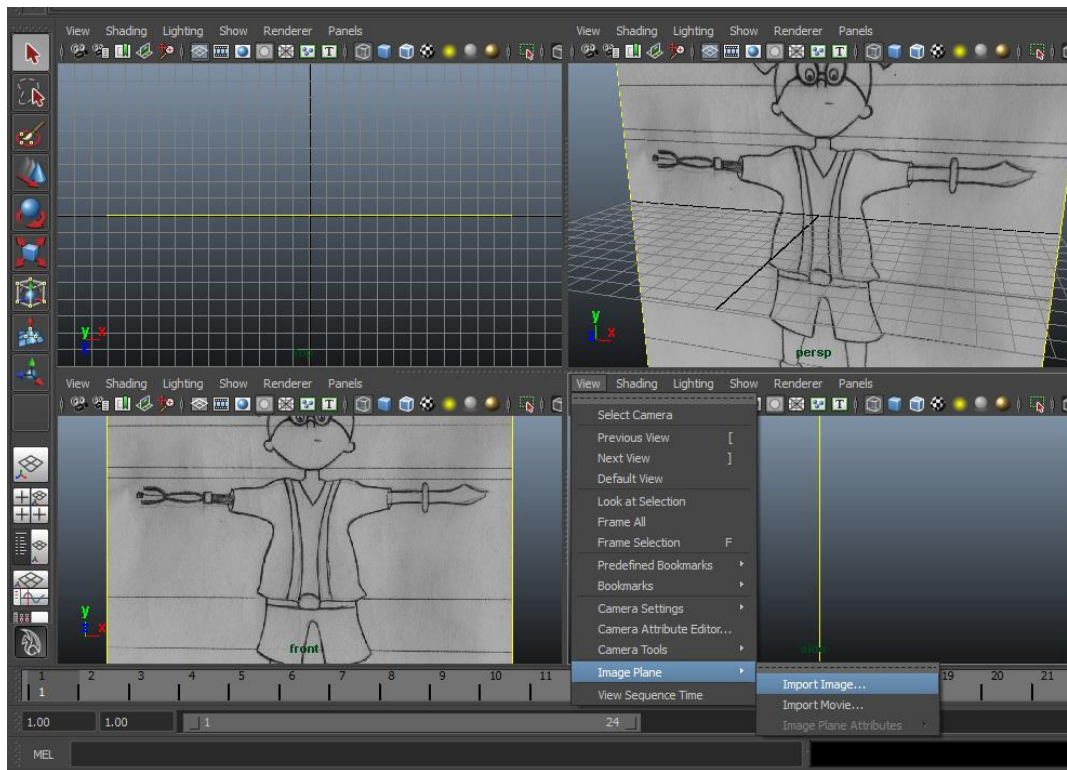 View Shading Lighting Show Renderer Panels
View Shading Lighting Show Renderer Panels
T
T
y x
top
y x
persp
View Shading Lighting Show Renderer Panels
View Shading Lighting Show Renderer Panels
T
T
Select Camera
Previous View [
Next View ]
Default View
Look at Selection
Frame All
Frame Selection F
Predefined Bookmarks
Bookmarks
Camera Settings
Camera Attribute Editor...
Camera Tools
Image Plane
View Sequence Time
Import Image...
Import Movie...
Image Plane Attributes
y x
front
side
1 2 3 4 5 6 7 8 9 10 11 19 20 21
1
1.00 1.00 1 24
MEL